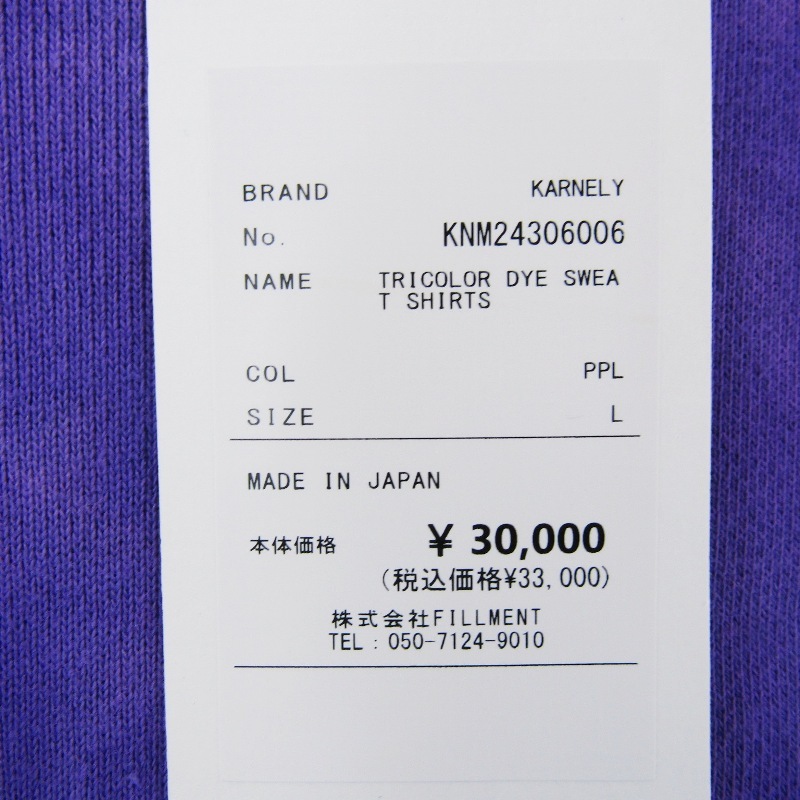 BRAND KARNELY
No. KNM24306006
NAME TRICOLOR DYE SWEA
T SHIRTS
COL PPL
SIZE L
MADE IN JAPAN
本体価格 ¥ 30,000
(税込価格¥33,000)
株式会社FILLMENT
TEL : 050-7124-9010